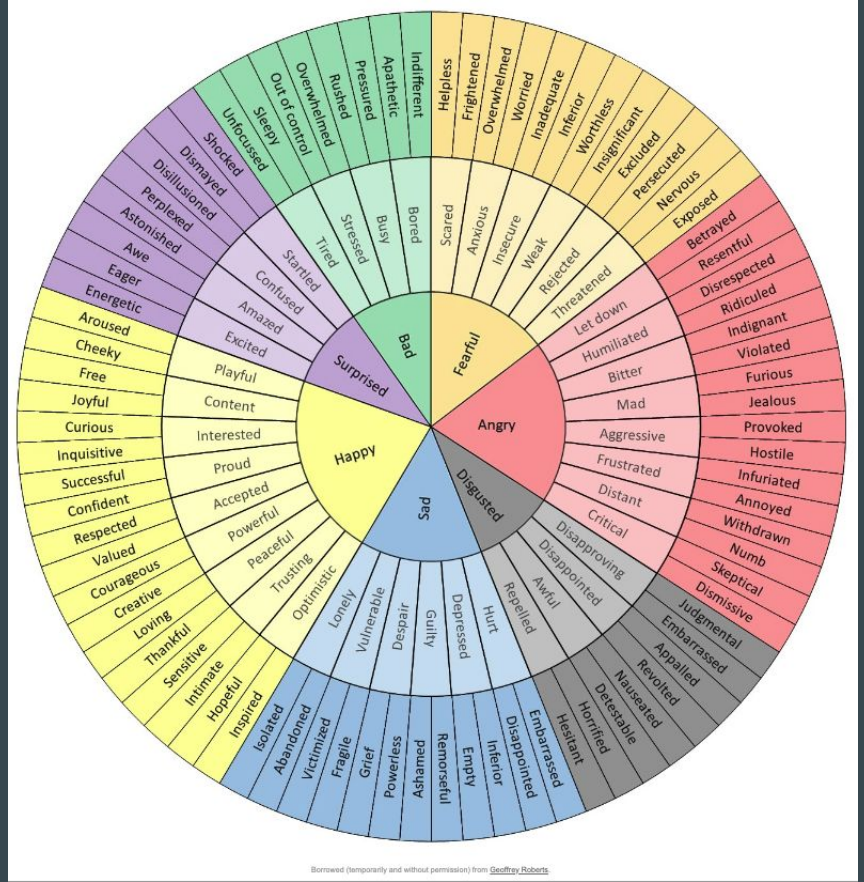 Fearful
Angry
Disgusted
Sad
Happy
Surprised
Bad
Scared
Anxious
Insecure
Weak
Rejected
Threatened
Let down
Humiliated
Bitter
Mad
Aggressive
Frustrated
Distant
Critical
Disapproving
Disappointed
Awful
Repelled
Hurt
Depressed
Guilty
Despair
Vulnerable
Lonely
Optimistic
Trusting
Peaceful
Powerful
Accepted
Proud
Interested
Content
Playful
Excited
Amazed
Confused
Startled
Tired
Stressed
Busy
Bored
Helpless
Frightened
Overwhelmed
Worried
Inadequate
Inferior
Worthless
Insignificant
Excluded
Persecuted
Nervous
Exposed
Betrayed
Resentful
Disrespected
Ridiculed
Indignant
Violated
Furious
Jealous
Provoked
Hostile
Infuriated
Annoyed
Withdrawn
Numb
Skeptical
Dismissive
Judgmental
Embarrassed
Appalled
Revolted
Nauseated
Detestable
Horrified
Hesitant
Embarrassed
Disappointed
Inferior
Empty
Remorseful
Ashamed
Powerless
Grief
Fragile
Victimized
Abandoned
Isolated
Inspired
Hopeful
Intimate
Sensitive
Thankful
Loving
Creative
Courageous
Valued
Respected
Confident
Successful
Inquisitive
Curious
Joyful
Free
Cheeky
Aroused
Energetic
Eager
Awe
Astonished
Perplexed
Disillusioned
Dismayed
Shocked
Unfocussed
Sleepy
Out of control
Overwhelmed
Rushed
Pressured
Apathetic
Indifferent
Borrowed (temporarily and without permission) from Geoffrey Roberts.